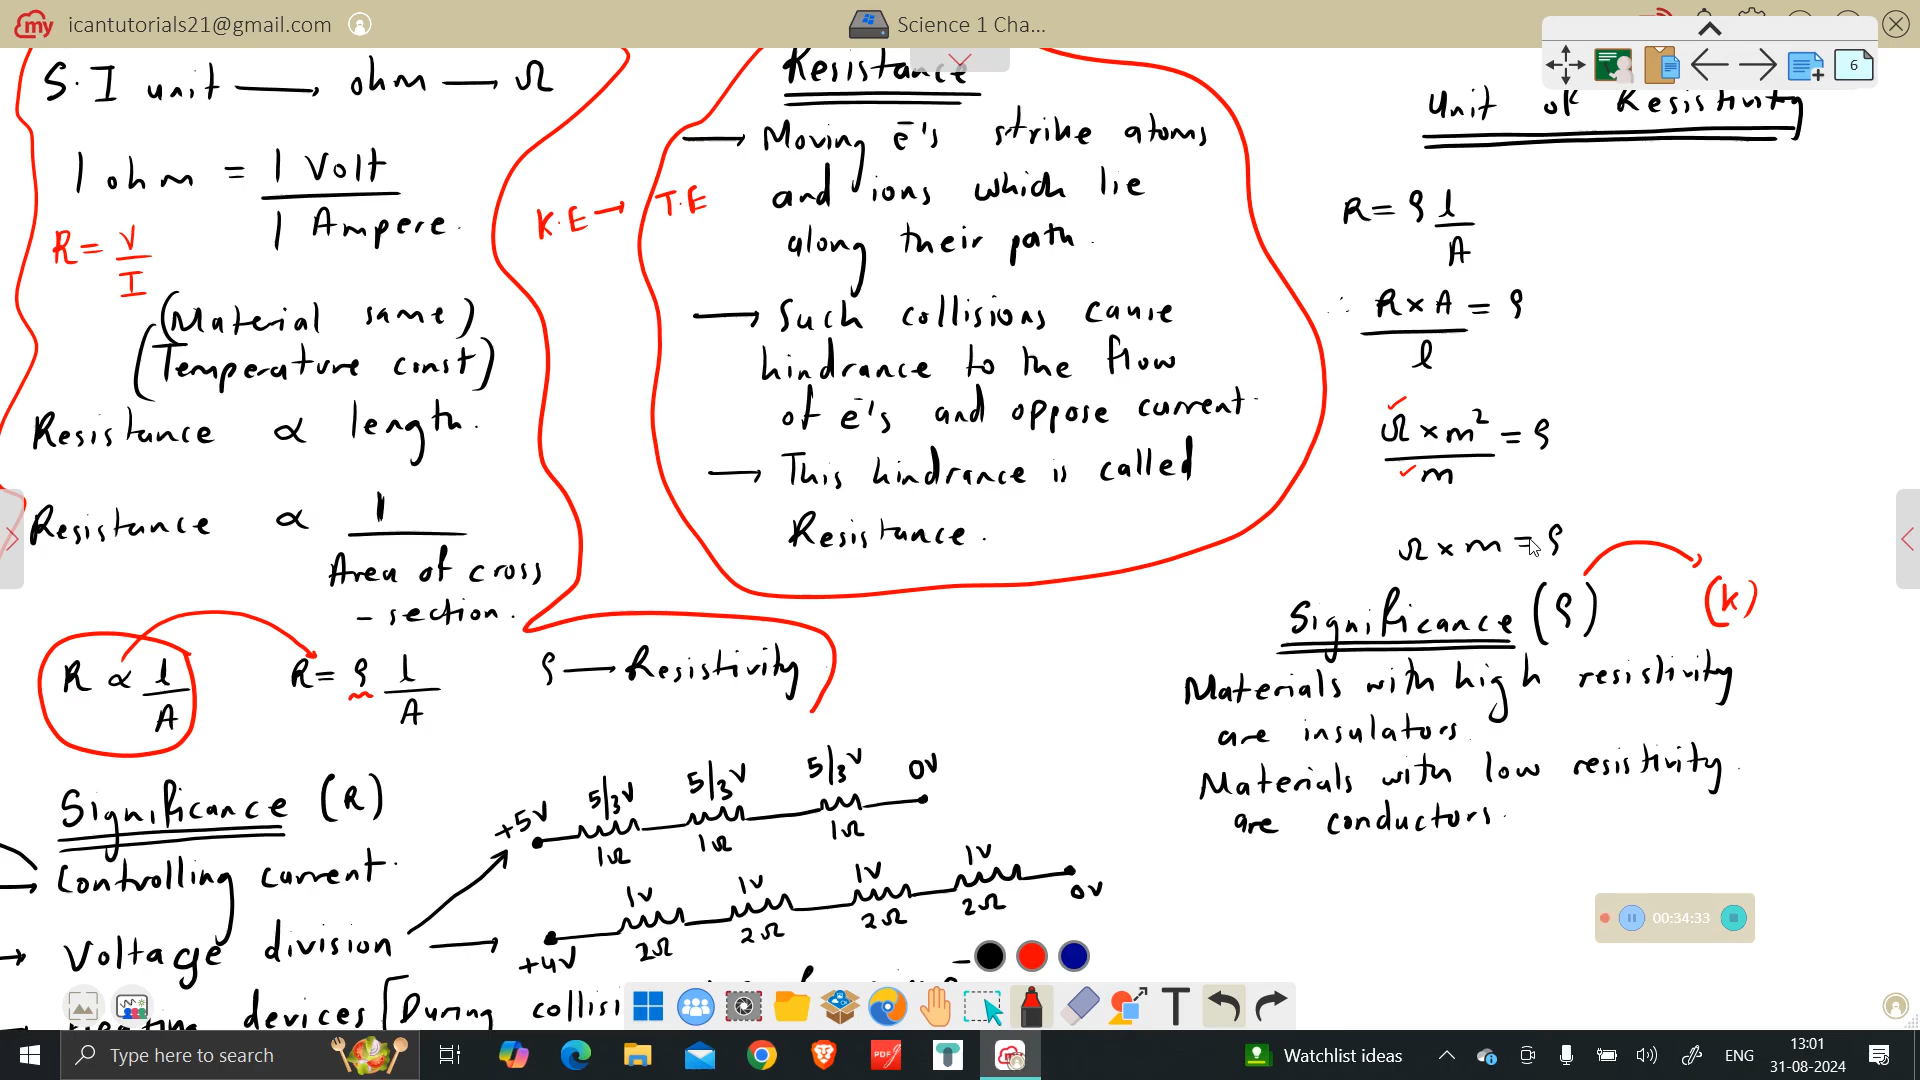 icantutorials21@gmail.com
Science 1 Cha...
6
S.I unit ⟶ ohm ⟶ Ω
1 ohm = 1 Volt
1 Ampere.
R = V
I
(Material same)
(Temperature const)
Resistance ∝ length.
Resistance ∝ 1
Area of cross
- section.
R ∝ l
A
R = ρ l
A
ρ ⟶ Resistivity
K.E → T.E
Resistance
→ Moving e⁻'s strike atoms
and ions which lie
along their path.
→ Such collisions cause
hindrance to the flow
of e⁻'s and oppose current.
→ This hindrance is called
Resistance.
Unit of Resistivity
R = ρ l
A
R × A = ρ
l
Ω × m² = ρ
m
Ω × m = ρ
Significance (ρ)
(K)
Materials with high resistivity
are insulators.
Materials with low resistivity
are conductors.
Significance (R)
→ Controlling current.
→ Voltage division
devices [During collisi
+5V 5/3V 5/3V 5/3V 0V
1Ω 1Ω 1Ω
+4V 1V 1V 1V 1V 0V
2Ω 2Ω 2Ω 2Ω
00:34:33
Type here to search
Watchlist ideas
ENG
13:01
31-08-2024